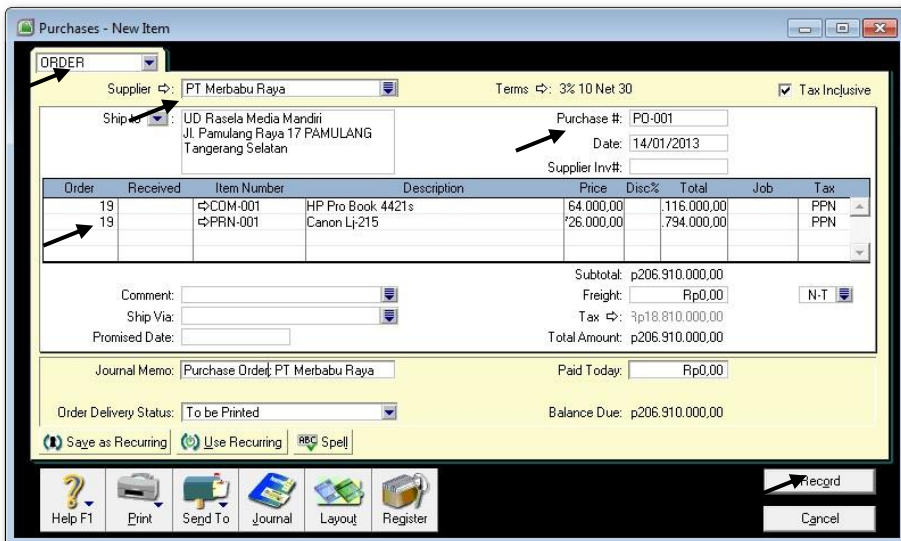 Purchases - New Item
ORDER
Supplier ⇨: PT Merbabu Raya Terms ⇨: 3% 10 Net 30 Tax Inclusive
Ship to : UD Rasela Media Mandiri
Jl. Pamulang Raya 17 PAMULANG
Tangerang Selatan
Purchase #: PO-001
Date: 14/01/2013
Supplier Inv#:
Order Received Item Number Description Price Disc% Total Job Tax
19 ⇨COM-001 HP Pro Book 4421s 64.000,00 .116.000,00 PPN
19 ⇨PRN-001 Canon Lj-215 '26.000,00 .794.000,00 PPN
Subtotal: p206.910.000,00
Comment: Freight: Rp0,00 N-T
Ship Via: Tax ⇨: Rp18.810.000,00
Promised Date: Total Amount: p206.910.000,00
Journal Memo: Purchase Order; PT Merbabu Raya Paid Today: Rp0,00
Order Delivery Status: To be Printed Balance Due: p206.910.000,00
Save as Recurring Use Recurring ABC Spell
Help F1 Print Send To Journal Layout Register
Record
Cancel